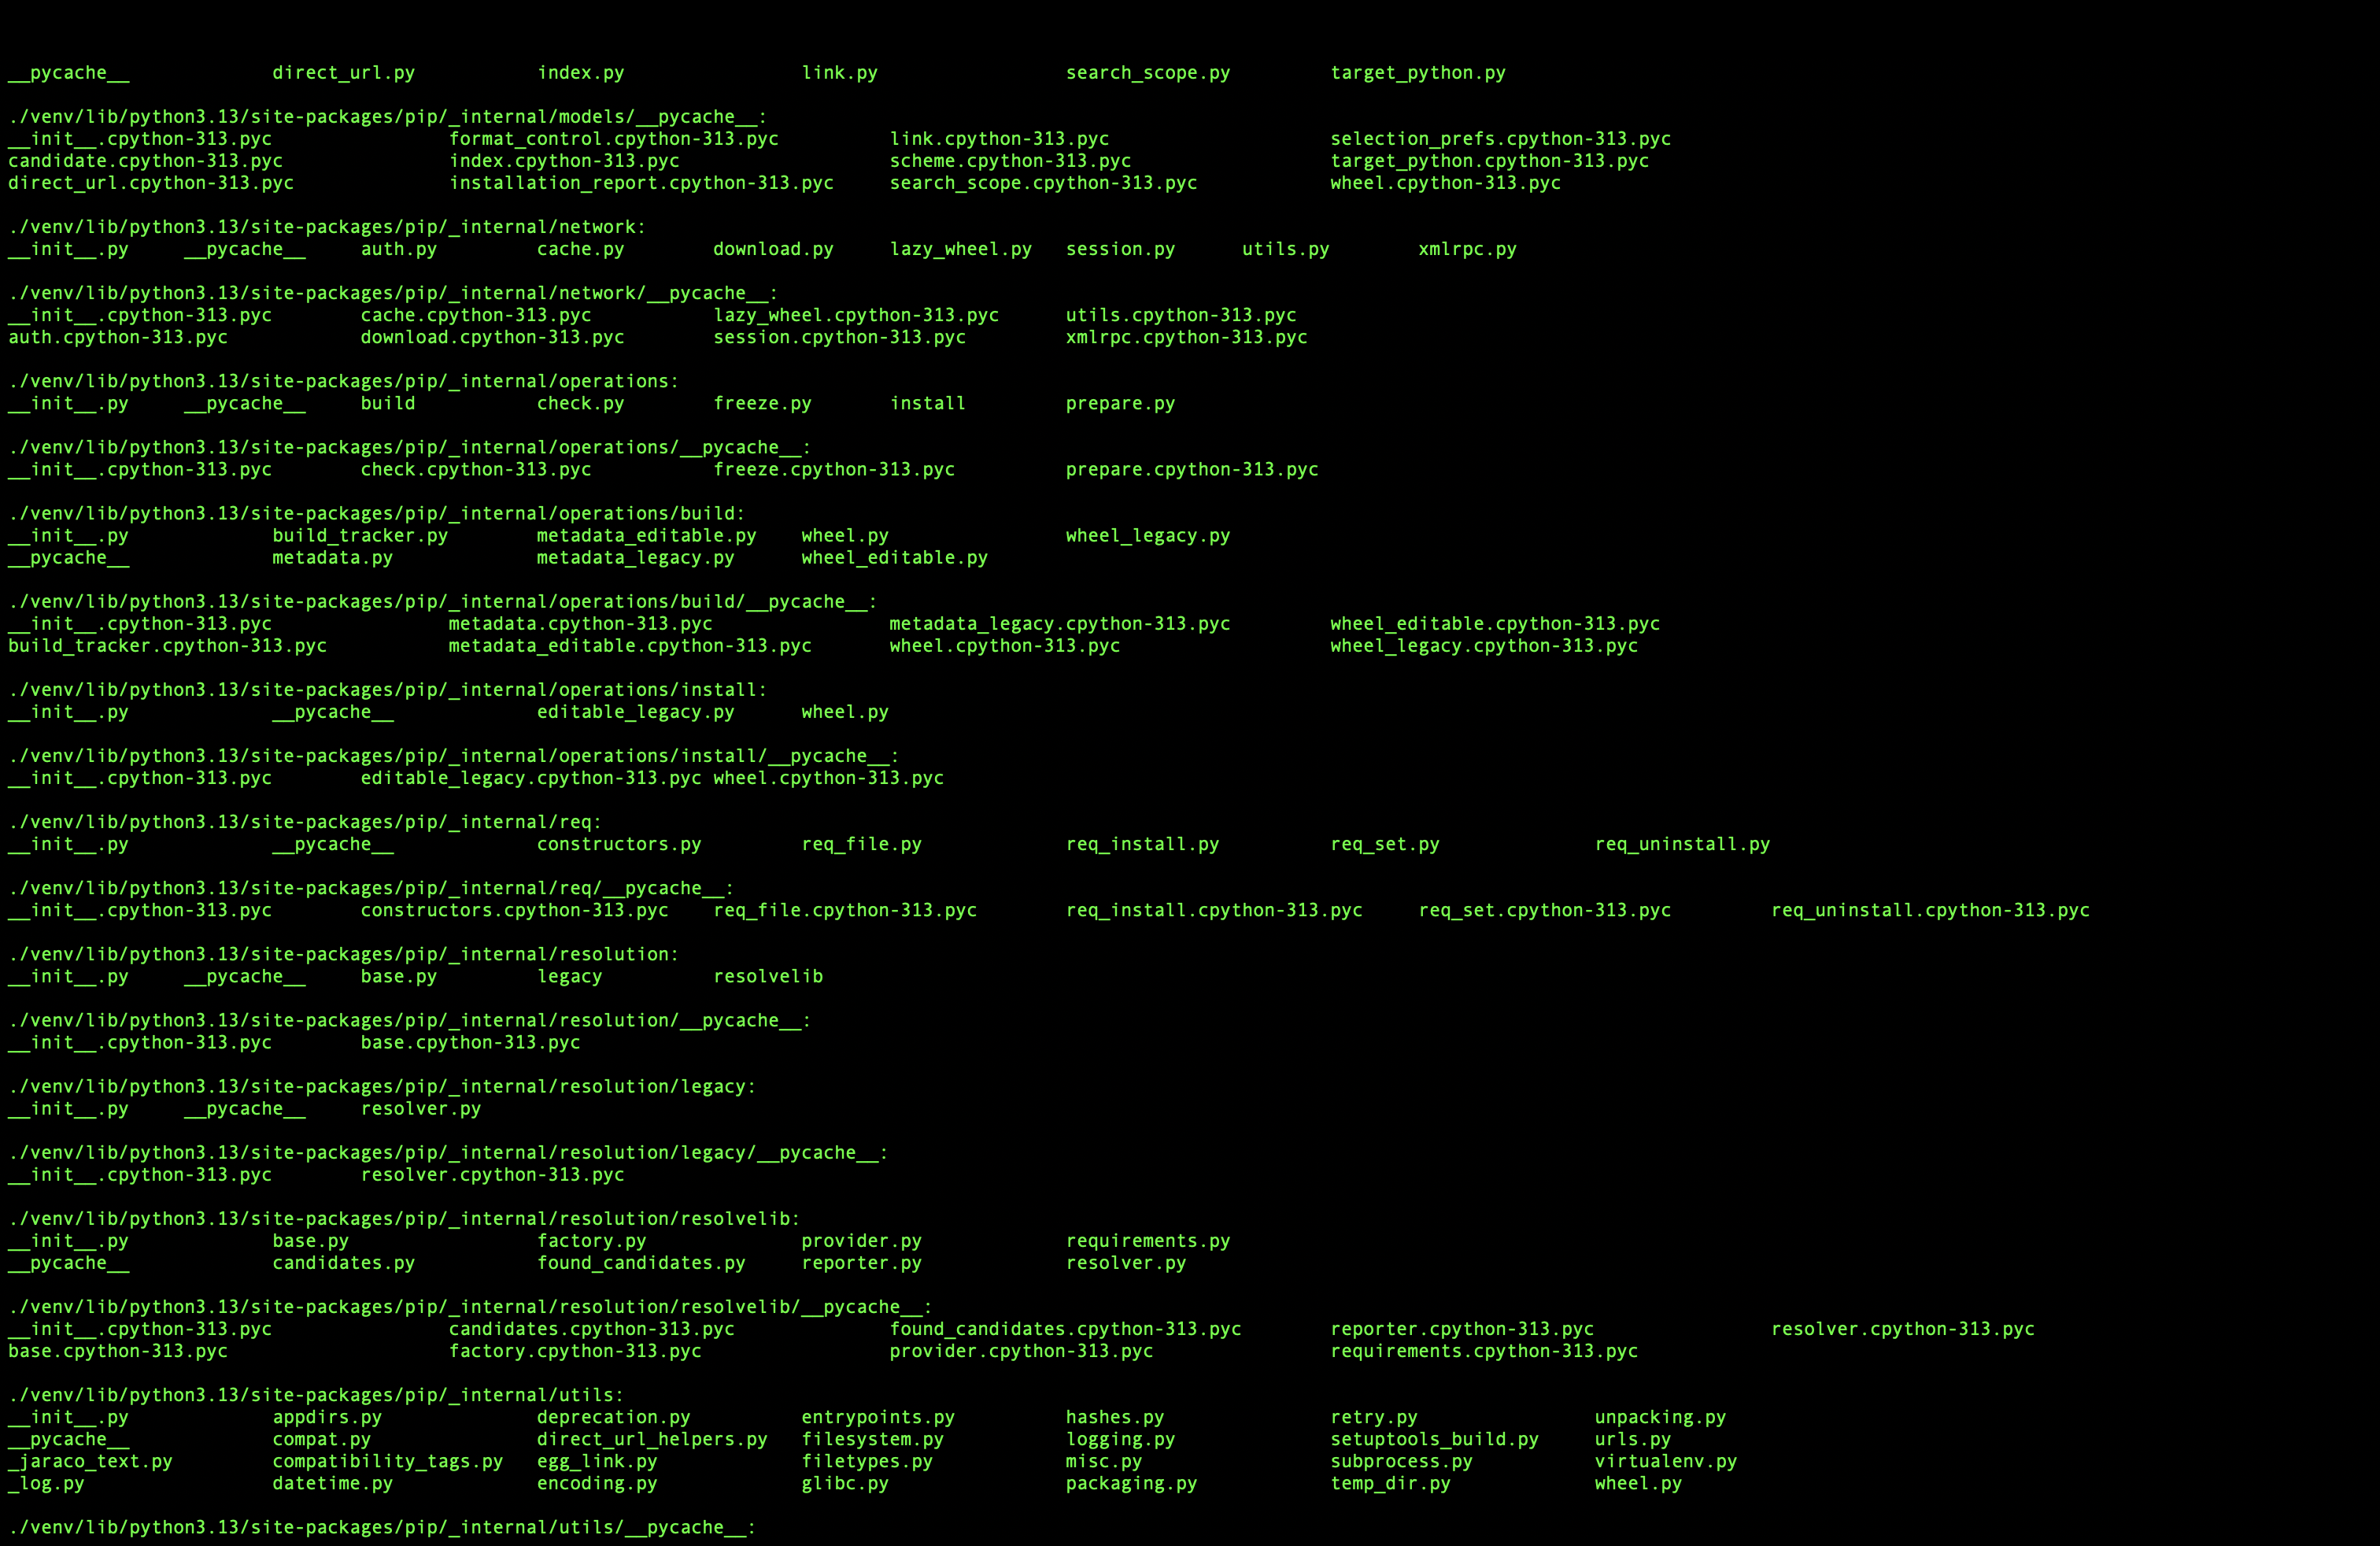 __pycache__ direct_url.py index.py link.py search_scope.py target_python.py
./venv/lib/python3.13/site-packages/pip/_internal/models/__pycache__:
__init__.cpython-313.pyc format_control.cpython-313.pyc link.cpython-313.pyc selection_prefs.cpython-313.pyc
candidate.cpython-313.pyc index.cpython-313.pyc scheme.cpython-313.pyc target_python.cpython-313.pyc
direct_url.cpython-313.pyc installation_report.cpython-313.pyc search_scope.cpython-313.pyc wheel.cpython-313.pyc
./venv/lib/python3.13/site-packages/pip/_internal/network:
__init__.py __pycache__ auth.py cache.py download.py lazy_wheel.py session.py utils.py xmlrpc.py
./venv/lib/python3.13/site-packages/pip/_internal/network/__pycache__:
__init__.cpython-313.pyc cache.cpython-313.pyc lazy_wheel.cpython-313.pyc utils.cpython-313.pyc
auth.cpython-313.pyc download.cpython-313.pyc session.cpython-313.pyc xmlrpc.cpython-313.pyc
./venv/lib/python3.13/site-packages/pip/_internal/operations:
__init__.py __pycache__ build check.py freeze.py install prepare.py
./venv/lib/python3.13/site-packages/pip/_internal/operations/__pycache__:
__init__.cpython-313.pyc check.cpython-313.pyc freeze.cpython-313.pyc prepare.cpython-313.pyc
./venv/lib/python3.13/site-packages/pip/_internal/operations/build:
__init__.py build_tracker.py metadata_editable.py wheel.py wheel_legacy.py
__pycache__ metadata.py metadata_legacy.py wheel_editable.py
./venv/lib/python3.13/site-packages/pip/_internal/operations/build/__pycache__:
__init__.cpython-313.pyc metadata.cpython-313.pyc metadata_legacy.cpython-313.pyc wheel_editable.cpython-313.pyc
build_tracker.cpython-313.pyc metadata_editable.cpython-313.pyc wheel.cpython-313.pyc wheel_legacy.cpython-313.pyc
./venv/lib/python3.13/site-packages/pip/_internal/operations/install:
__init__.py __pycache__ editable_legacy.py wheel.py
./venv/lib/python3.13/site-packages/pip/_internal/operations/install/__pycache__:
__init__.cpython-313.pyc editable_legacy.cpython-313.pyc wheel.cpython-313.pyc
./venv/lib/python3.13/site-packages/pip/_internal/req:
__init__.py __pycache__ constructors.py req_file.py req_install.py req_set.py req_uninstall.py
./venv/lib/python3.13/site-packages/pip/_internal/req/__pycache__:
__init__.cpython-313.pyc constructors.cpython-313.pyc req_file.cpython-313.pyc req_install.cpython-313.pyc req_set.cpython-313.pyc req_uninstall.cpython-313.pyc
./venv/lib/python3.13/site-packages/pip/_internal/resolution:
__init__.py __pycache__ base.py legacy resolvelib
./venv/lib/python3.13/site-packages/pip/_internal/resolution/__pycache__:
__init__.cpython-313.pyc base.cpython-313.pyc
./venv/lib/python3.13/site-packages/pip/_internal/resolution/legacy:
__init__.py __pycache__ resolver.py
./venv/lib/python3.13/site-packages/pip/_internal/resolution/legacy/__pycache__:
__init__.cpython-313.pyc resolver.cpython-313.pyc
./venv/lib/python3.13/site-packages/pip/_internal/resolution/resolvelib:
__init__.py base.py factory.py provider.py requirements.py
__pycache__ candidates.py found_candidates.py reporter.py resolver.py
./venv/lib/python3.13/site-packages/pip/_internal/resolution/resolvelib/__pycache__:
__init__.cpython-313.pyc candidates.cpython-313.pyc found_candidates.cpython-313.pyc reporter.cpython-313.pyc resolver.cpython-313.pyc
base.cpython-313.pyc factory.cpython-313.pyc provider.cpython-313.pyc requirements.cpython-313.pyc
./venv/lib/python3.13/site-packages/pip/_internal/utils:
__init__.py appdirs.py deprecation.py entrypoints.py hashes.py retry.py unpacking.py
__pycache__ compat.py direct_url_helpers.py filesystem.py logging.py setuptools_build.py urls.py
_jaraco_text.py compatibility_tags.py egg_link.py filetypes.py misc.py subprocess.py virtualenv.py
_log.py datetime.py encoding.py glibc.py packaging.py temp_dir.py wheel.py
./venv/lib/python3.13/site-packages/pip/_internal/utils/__pycache__: